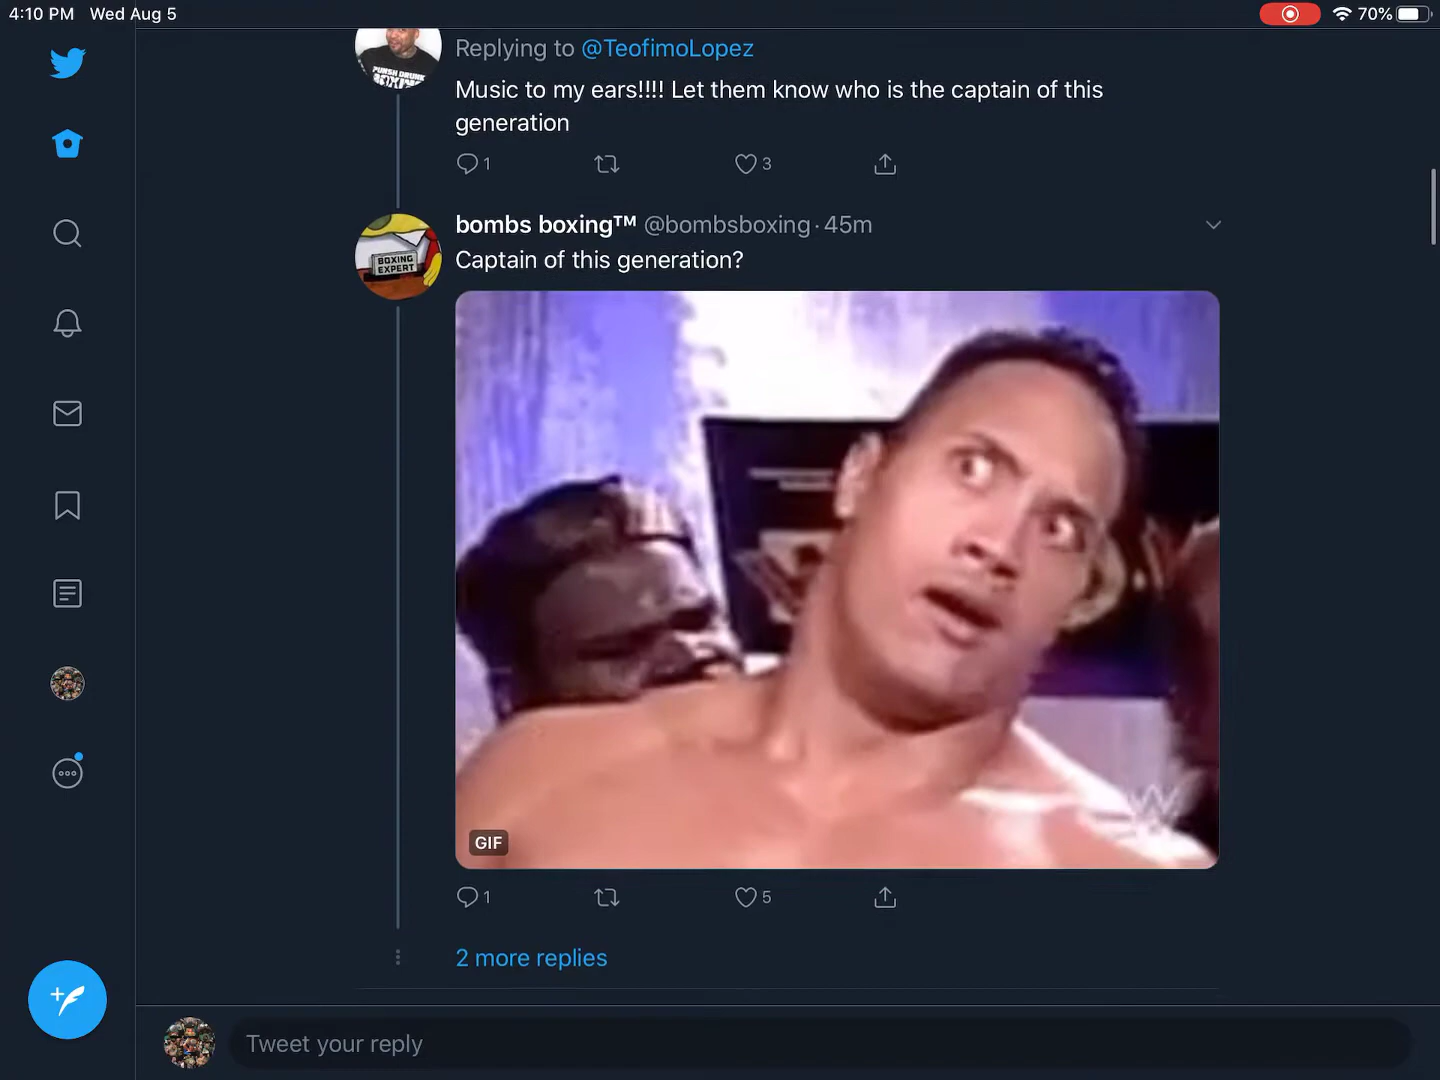 4:10 PM Wed Aug 5
70%
Replying to @TeofimoLopez
Music to my ears!!!! Let them know who is the captain of this
generation
1
3
bombs boxing™ @bombsboxing · 45m
BOXING
EXPERT
Captain of this generation?
GIF
W
1
5
2 more replies
Tweet your reply